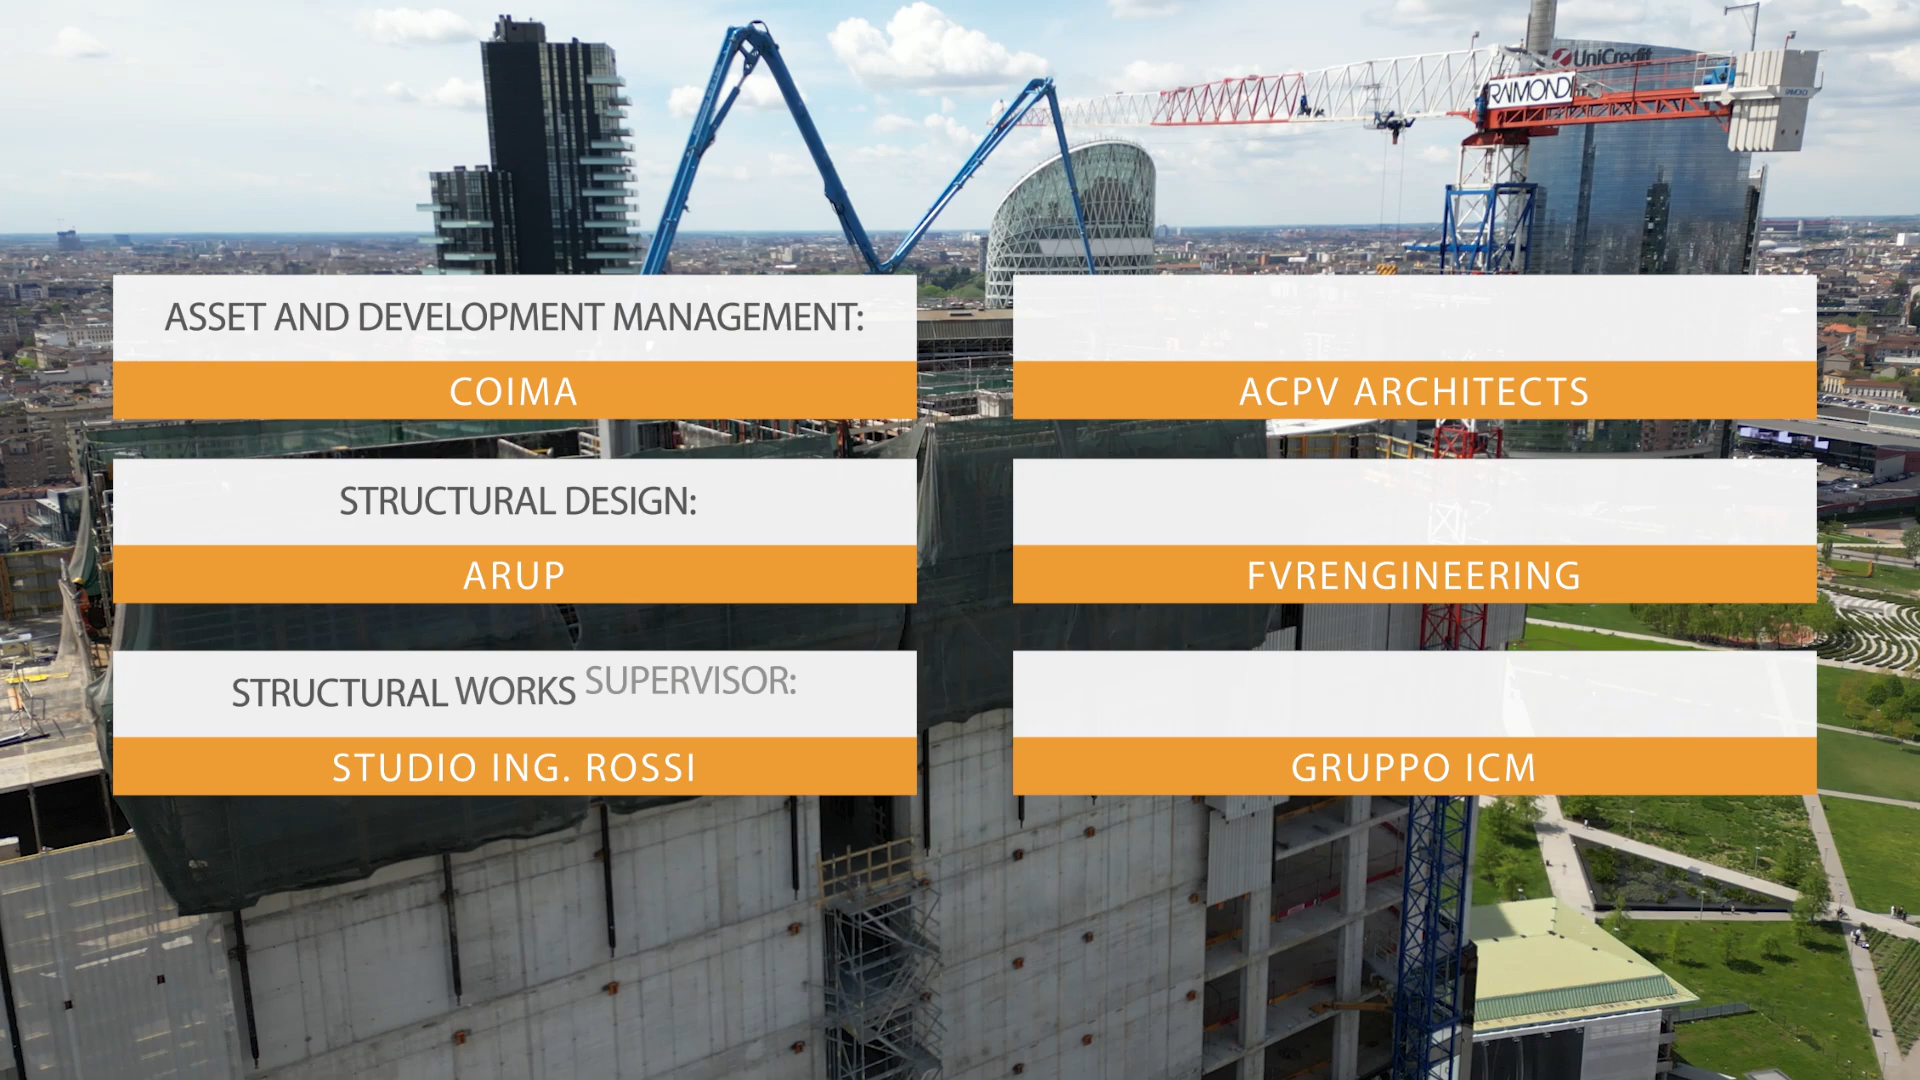 UniCredit
RAIMONDI
ASSET AND DEVELOPMENT MANAGEMENT:
COIMA
ACPV ARCHITECTS
STRUCTURAL DESIGN:
ARUP
FVRENGINEERING
STRUCTURAL WORKS SUPERVISOR:
STUDIO ING. ROSSI
GRUPPO ICM